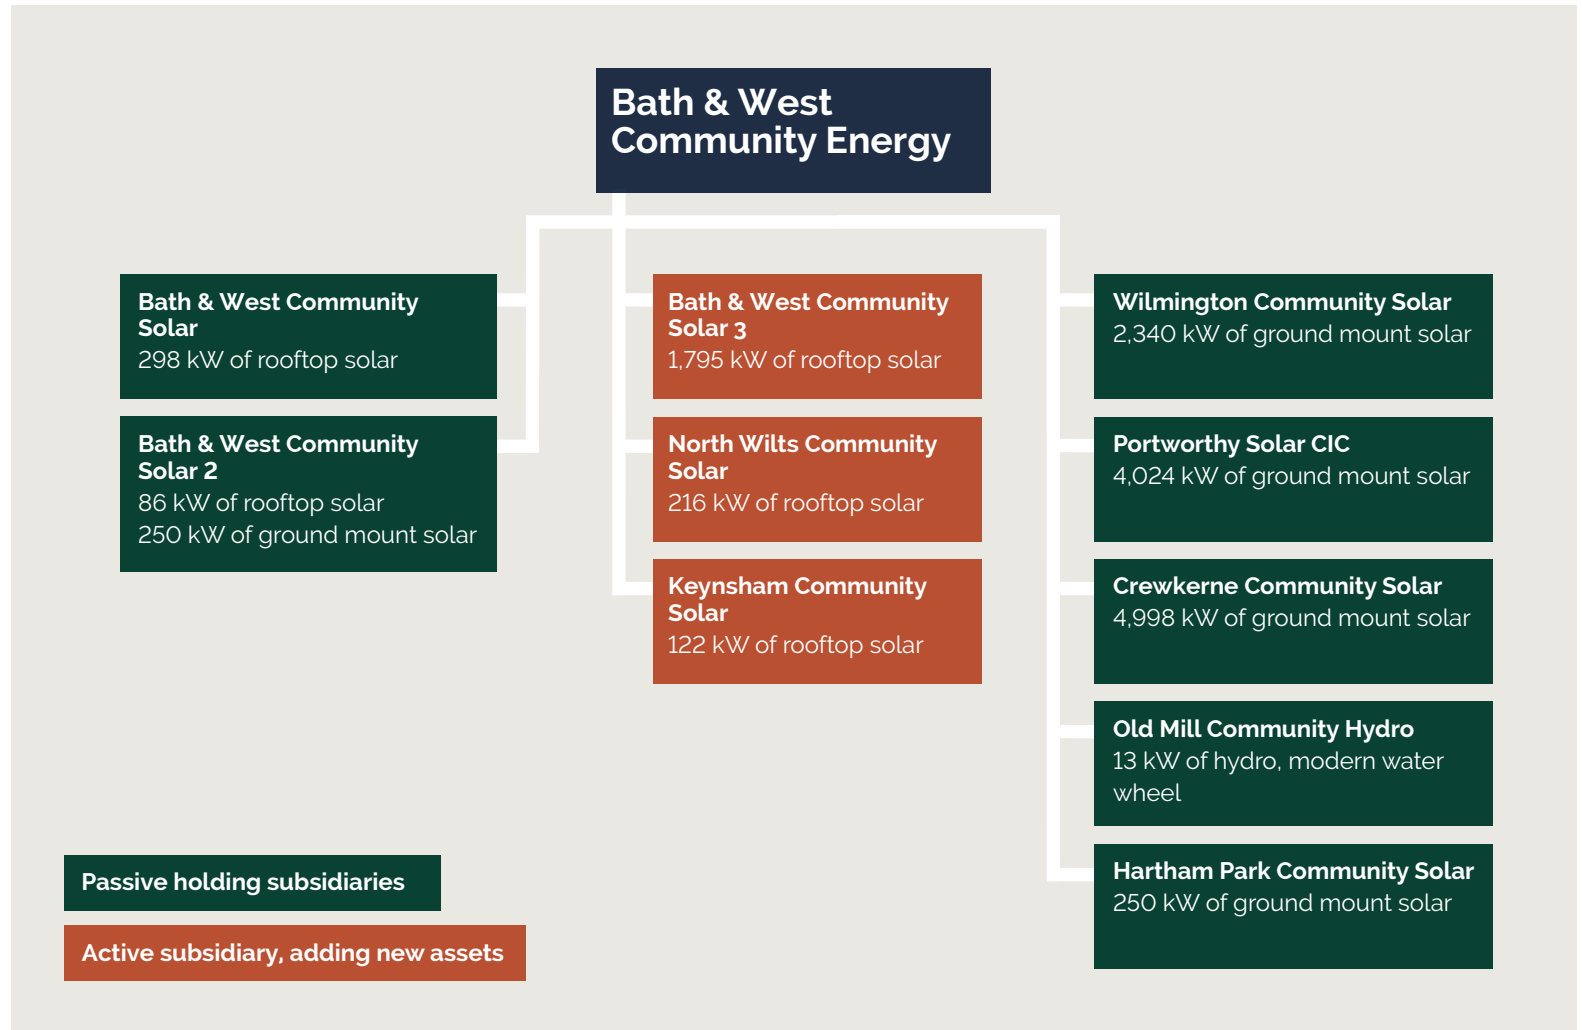 Bath & West
Community Energy
Bath & West Community
Solar
298 kW of rooftop solar
Bath & West Community
Solar 2
86 kW of rooftop solar
250 kW of ground mount solar
Bath & West Community
Solar 3
1,795 kW of rooftop solar
North Wilts Community
Solar
216 kW of rooftop solar
Keynsham Community
Solar
122 kW of rooftop solar
Wilmington Community Solar
2,340 kW of ground mount solar
Portworthy Solar CIC
4,024 kW of ground mount solar
Crewkerne Community Solar
4,998 kW of ground mount solar
Old Mill Community Hydro
13 kW of hydro, modern water
wheel
Hartham Park Community Solar
250 kW of ground mount solar
Passive holding subsidiaries
Active subsidiary, adding new assets